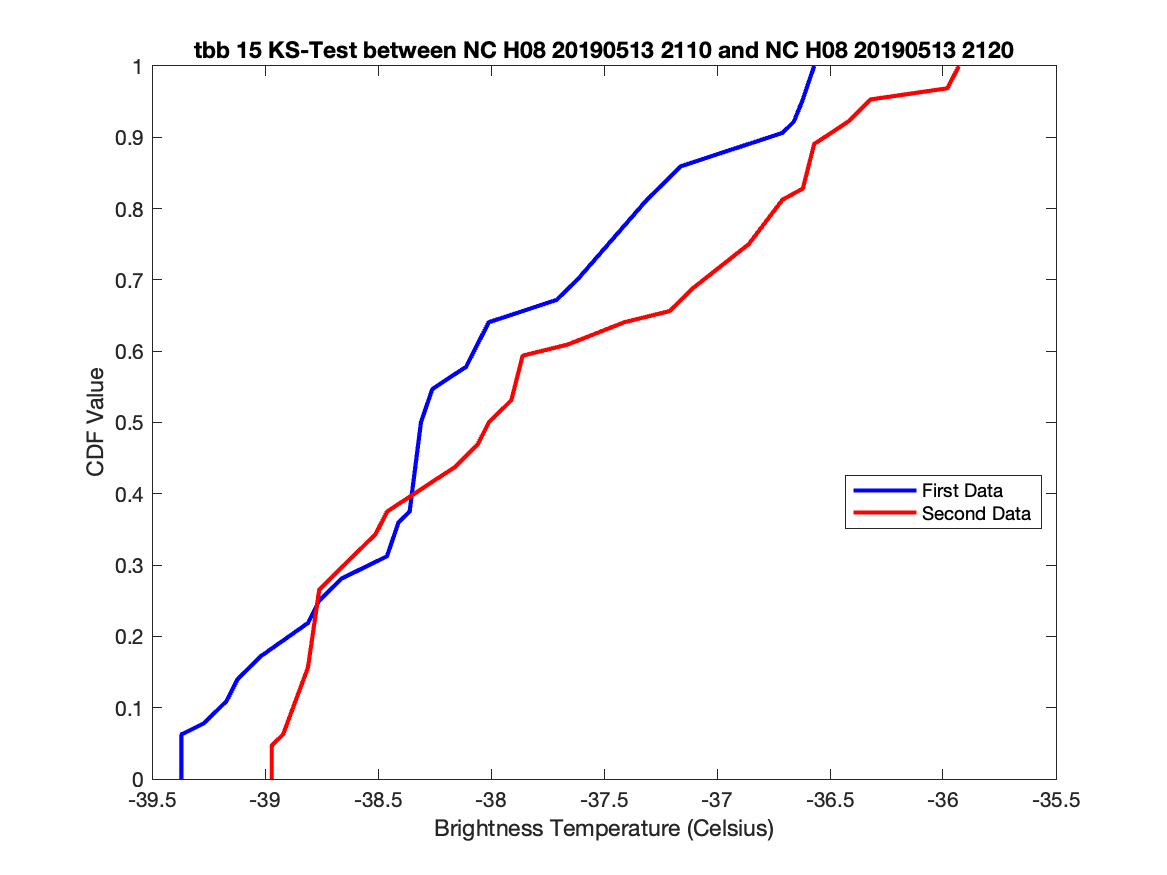 tbb 15 KS-Test between NC H08 20190513 2110 and NC H08 20190513 2120
1
0.9
0.8
0.7
0.6
0.5
0.4
0.3
0.2
0.1
0
CDF Value
First Data
Second Data
-39.5 -39 -38.5 -38 -37.5 -37 -36.5 -36 -35.5
Brightness Temperature (Celsius)